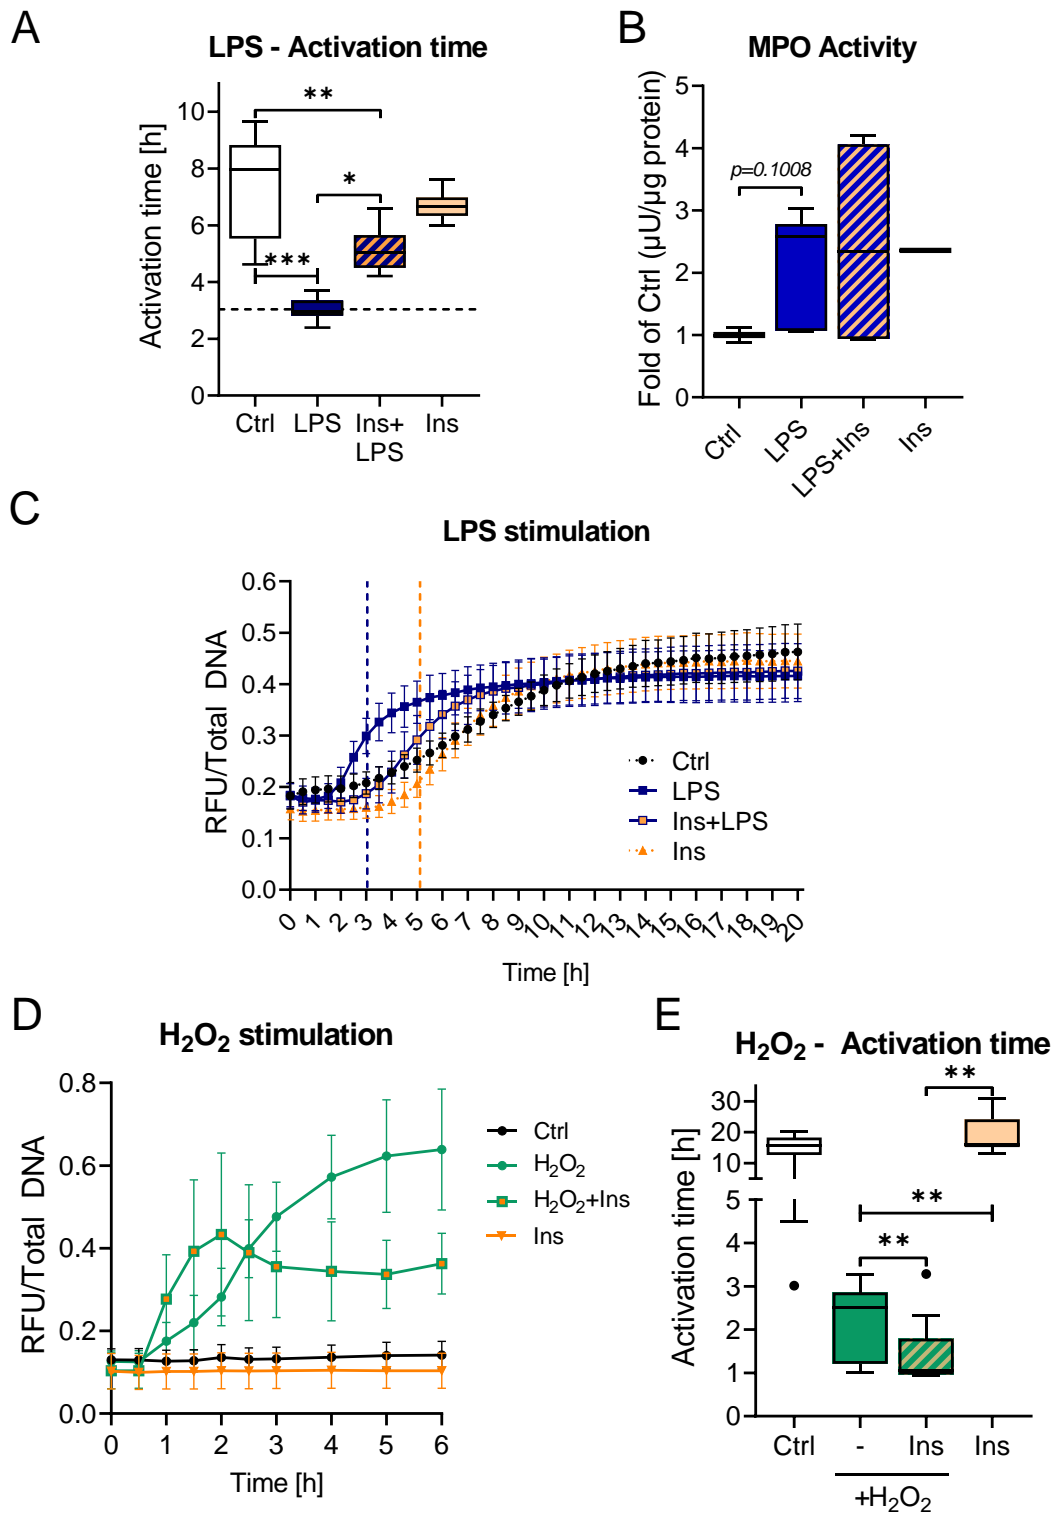 A
LPS - Activation time
Activation time [h]
10
8
6
4
2
0
**
*
***
Ctrl LPS Ins+ Ins
LPS
B
MPO Activity
Fold of Ctrl (µU/µg protein)
5
4
3
2
1
0
p=0.1008
Ctrl LPS LPS+Ins Ins
C
LPS stimulation
RFU/Total DNA
0.6
0.5
0.4
0.3
0.2
0.1
0.0
Ctrl
LPS
Ins+LPS
Ins
0 1 2 3 4 5 6 7 8 9 10 11 12 13 14 15 16 17 18 19 20
Time [h]
D
H₂O₂ stimulation
RFU/Total DNA
0.8
0.6
0.4
0.2
0.0
Ctrl
H₂O₂
H₂O₂+Ins
Ins
0 1 2 3 4 5 6
Time [h]
E
H₂O₂ - Activation time
Activation time [h]
30
20
10
5
4
3
2
1
0
**
**
**
Ctrl - Ins Ins
+H₂O₂